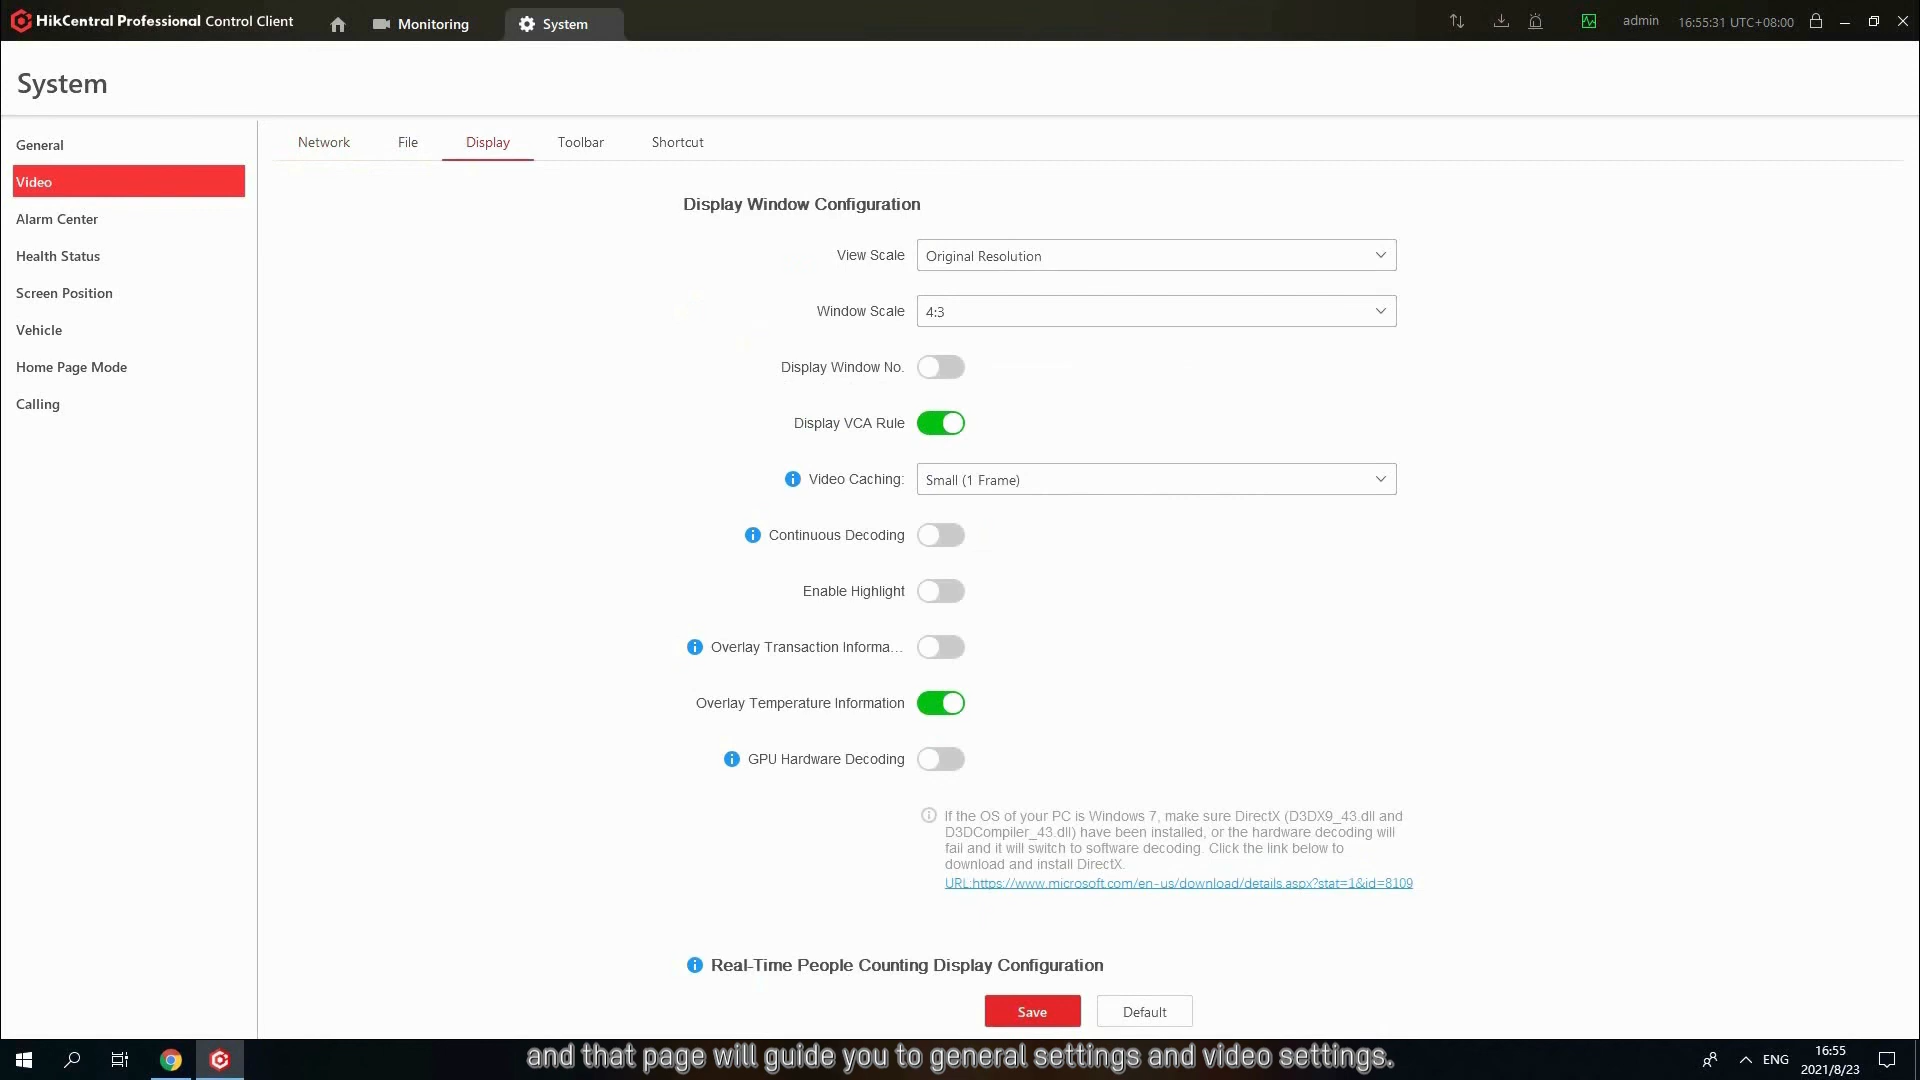 HikCentral Professional Control Client
Monitoring
System
admin
16:55:31 UTC+08:00
System
General
Video
Alarm Center
Health Status
Screen Position
Vehicle
Home Page Mode
Calling
Network
File
Display
Toolbar
Shortcut
Display Window Configuration
View Scale
Original Resolution
Window Scale
4:3
Display Window No.
Display VCA Rule
Video Caching:
Small (1 Frame)
Continuous Decoding
Enable Highlight
Overlay Transaction Informa...
Overlay Temperature Information
GPU Hardware Decoding
If the OS of your PC is Windows 7, make sure DirectX (D3DX9_43.dll and
D3DCompiler_43.dll) have been installed, or the hardware decoding will
fail and it will switch to software decoding. Click the link below to
download and install DirectX.
URL:https://www.microsoft.com/en-us/download/details.aspx?stat=1&id=8109
Real-Time People Counting Display Configuration
Save
Default
and that page will guide you to general settings and video settings.
ENG
16:55
2021/8/23